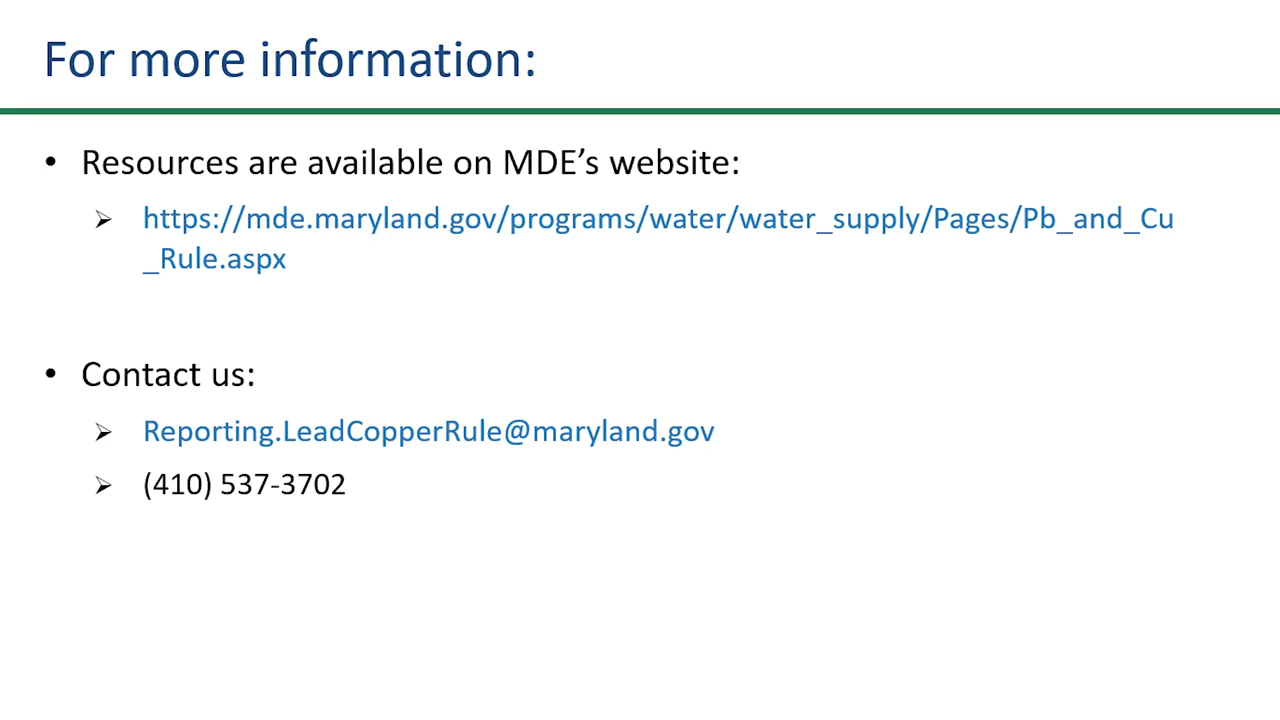 For more information:
• Resources are available on MDE’s website:
➢ https://mde.maryland.gov/programs/water/water_supply/Pages/Pb_and_Cu
_Rule.aspx
• Contact us:
➢ Reporting.LeadCopperRule@maryland.gov
➢ (410) 537-3702